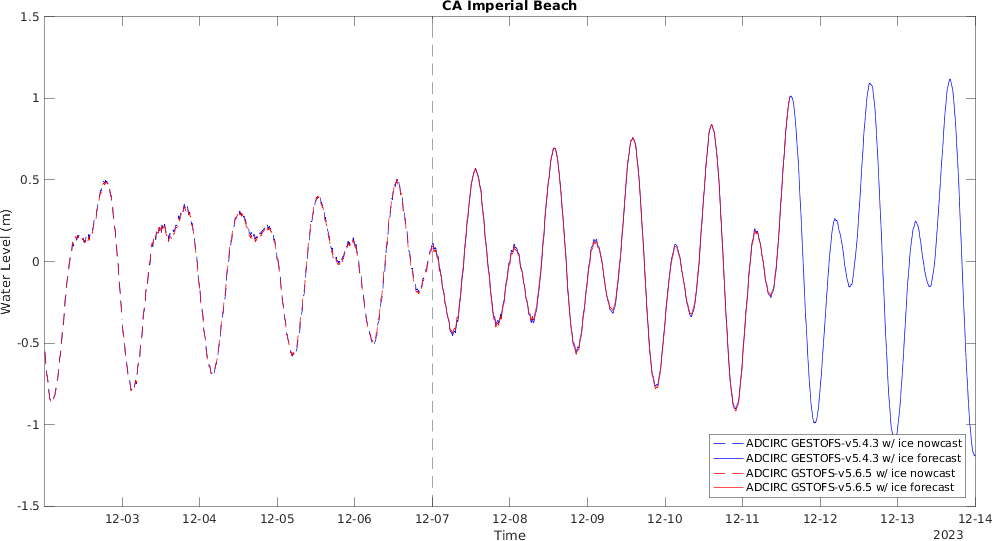 CA Imperial Beach
1.5
1
0.5
0
-0.5
-1
-1.5
Water Level (m)
12-03
12-04
12-05
12-06
12-07
12-08
12-09
12-10
12-11
12-12
12-13
12-14
Time
2023
ADCIRC GESTOFS-v5.4.3 w/ ice nowcast
ADCIRC GESTOFS-v5.4.3 w/ ice forecast
ADCIRC GSTOFS-v5.6.5 w/ ice nowcast
ADCIRC GSTOFS-v5.6.5 w/ ice forecast